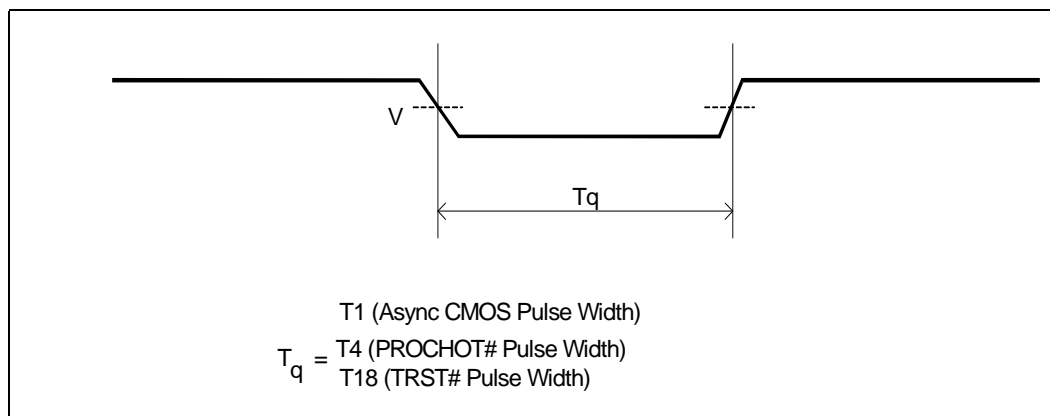 V
Tq
T1 (Async CMOS Pulse Width)
Tq = T4 (PROCHOT# Pulse Width)
T18 (TRST# Pulse Width)